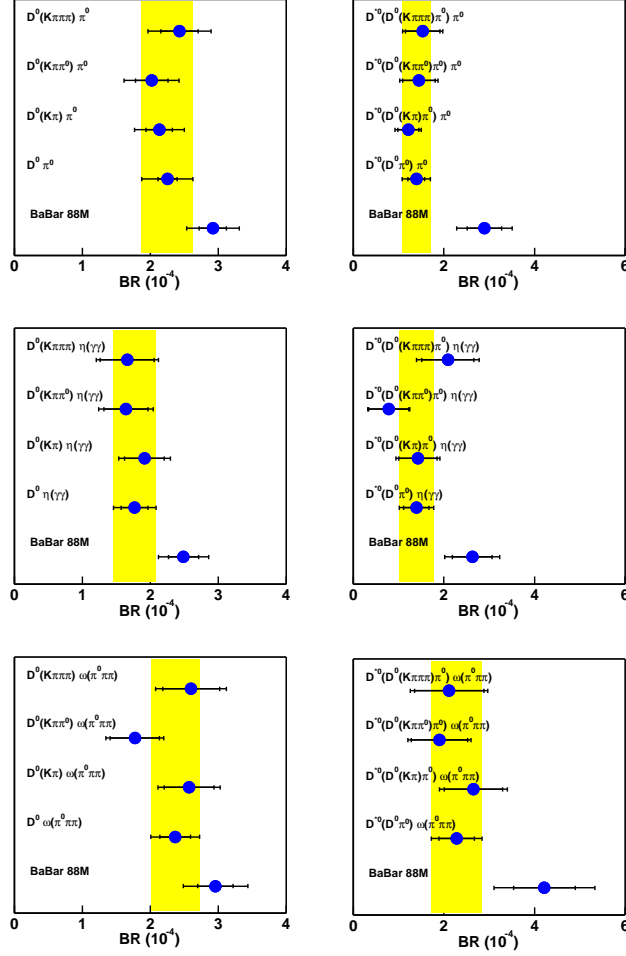 D⁰(Kπππ) π⁰
D⁰(Kππ⁰) π⁰
D⁰(Kπ) π⁰
D⁰ π⁰
BaBar 88M
0 1 2 3 4
BR (10⁻⁴)
D*⁰(D⁰(Kπππ)π⁰) π⁰
D*⁰(D⁰(Kππ⁰)π⁰) π⁰
D*⁰(D⁰(Kπ)π⁰) π⁰
D*⁰(D⁰π⁰) π⁰
BaBar 88M
0 2 4 6
BR (10⁻⁴)
D⁰(Kπππ) η(γγ)
D⁰(Kππ⁰) η(γγ)
D⁰(Kπ) η(γγ)
D⁰ η(γγ)
BaBar 88M
0 1 2 3 4
BR (10⁻⁴)
D*⁰(D⁰(Kπππ)π⁰) η(γγ)
D*⁰(D⁰(Kππ⁰)π⁰) η(γγ)
D*⁰(D⁰(Kπ)π⁰) η(γγ)
D*⁰(D⁰π⁰) η(γγ)
BaBar 88M
0 2 4 6
BR (10⁻⁴)
D⁰(Kπππ) ω(π⁰ππ)
D⁰(Kππ⁰) ω(π⁰ππ)
D⁰(Kπ) ω(π⁰ππ)
D⁰ ω(π⁰ππ)
BaBar 88M
0 1 2 3 4
BR (10⁻⁴)
D*⁰(D⁰(Kπππ)π⁰) ω(π⁰ππ)
D*⁰(D⁰(Kππ⁰)π⁰) ω(π⁰ππ)
D*⁰(D⁰(Kπ)π⁰) ω(π⁰ππ)
D*⁰(D⁰π⁰) ω(π⁰ππ)
BaBar 88M
0 2 4 6
BR (10⁻⁴)